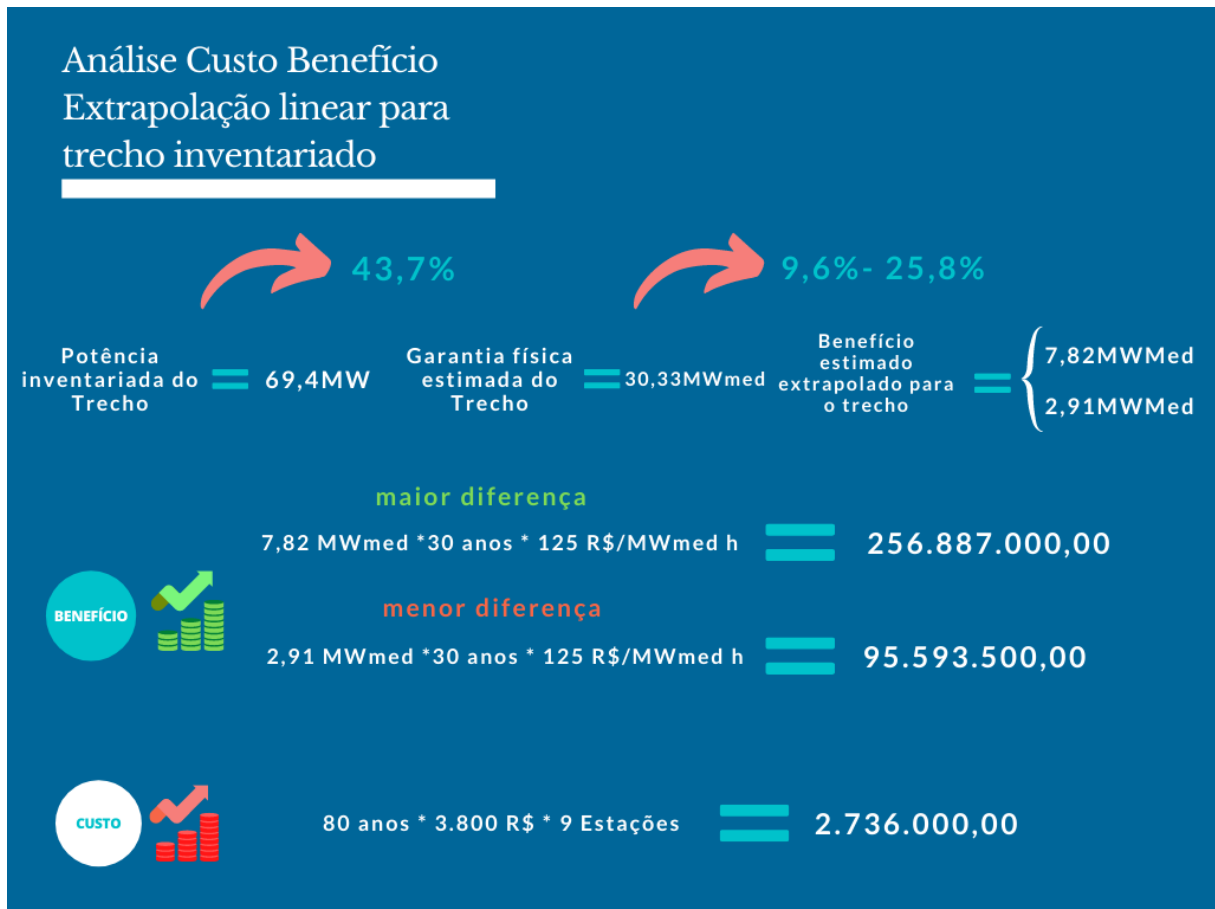 Análise Custo Benefício
Extrapolação linear para
trecho inventariado
43,7%
9,6%- 25,8%
Potência
inventariada do
Trecho
69,4MW
Garantia física
estimada do
Trecho
30,33MWmed
Benefício
estimado
extrapolado para
o trecho
7,82MWMed
2,91MWMed
maior diferença
7,82 MWmed *30 anos * 125 R$/MWmed h
256.887.000,00
BENEFÍCIO
menor diferença
2,91 MWmed *30 anos * 125 R$/MWmed h
95.593.500,00
CUSTO
80 anos * 3.800 R$ * 9 Estações
2.736.000,00